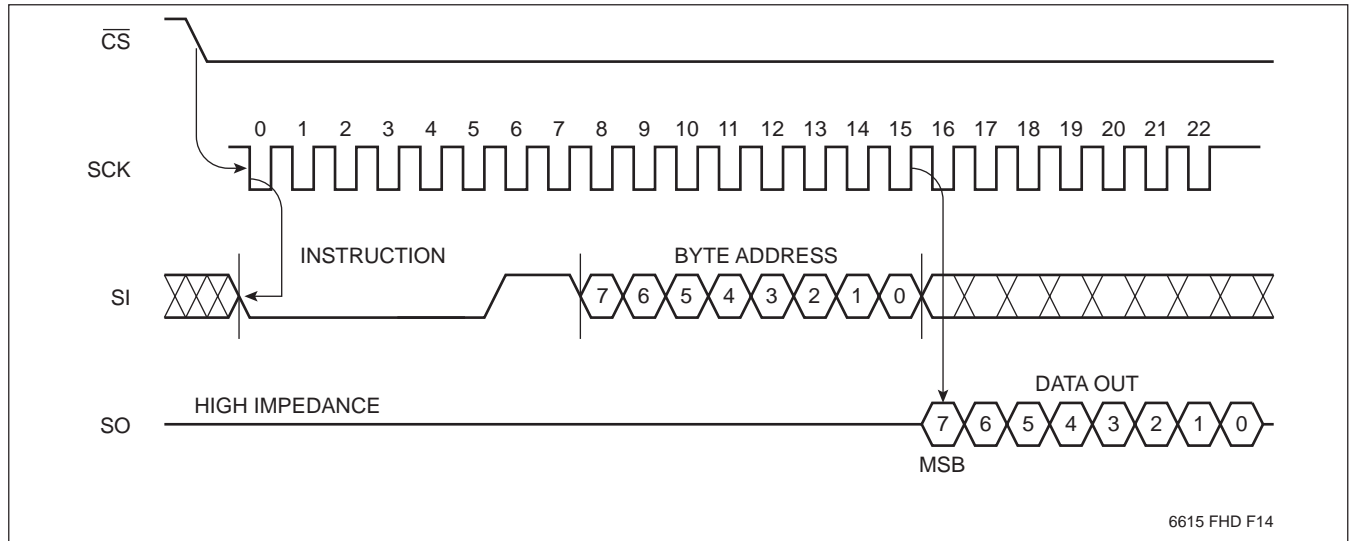 CS
0 1 2 3 4 5 6 7 8 9 10 11 12 13 14 15 16 17 18 19 20 21 22
SCK
INSTRUCTION BYTE ADDRESS
SI 7 6 5 4 3 2 1 0
DATA OUT
HIGH IMPEDANCE
SO 7 6 5 4 3 2 1 0
MSB
6615 FHD F14